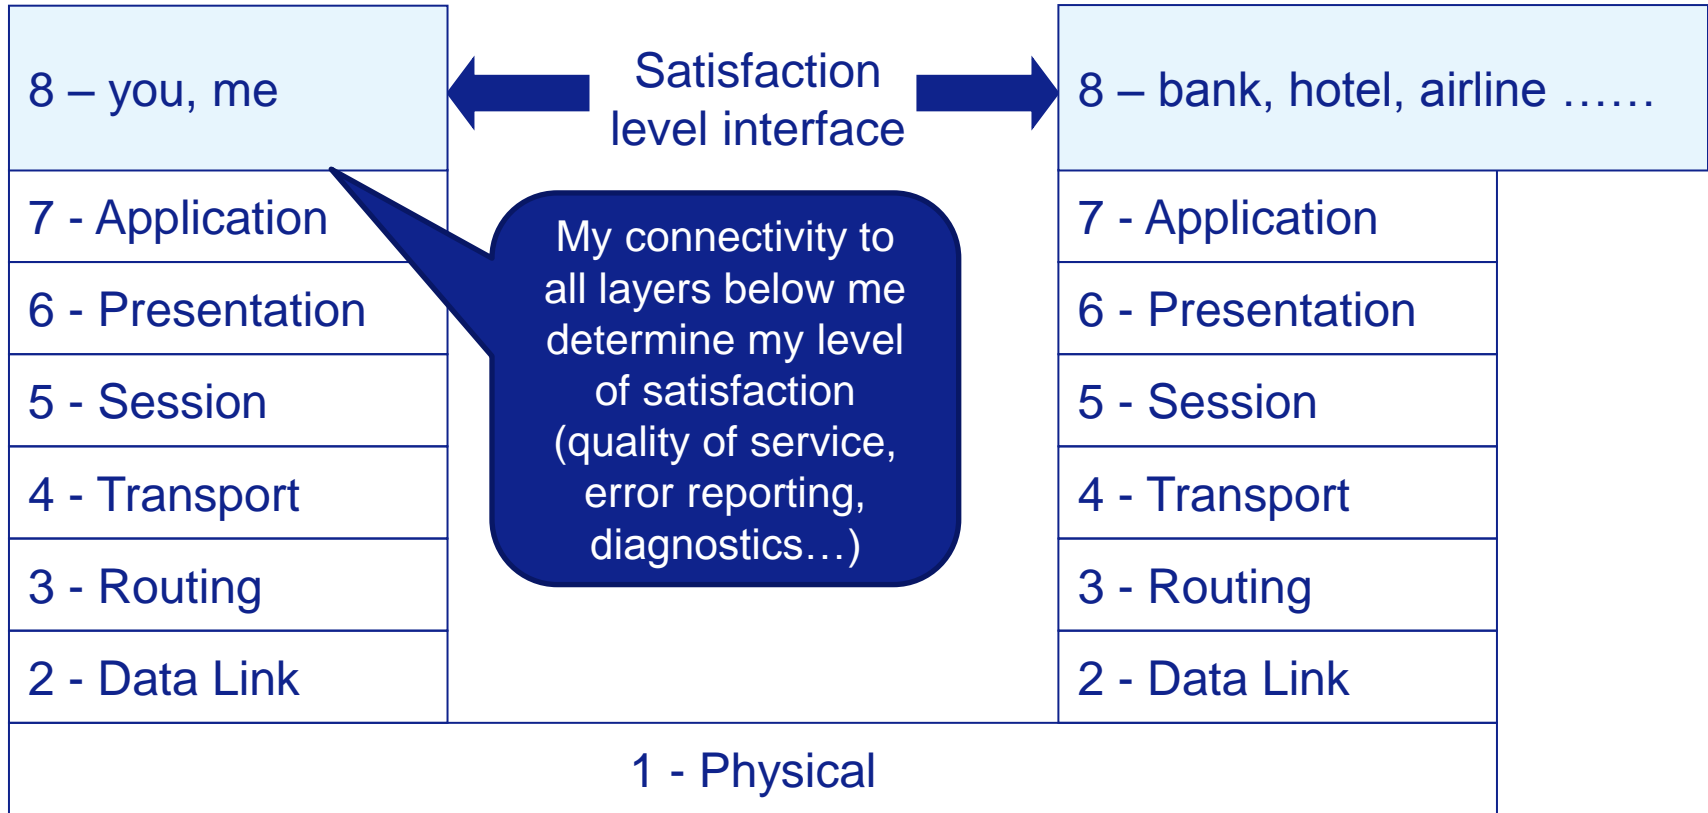 8 – you, me
Satisfaction
level interface
8 – bank, hotel, airline ……
7 - Application
6 - Presentation
5 - Session
4 - Transport
3 - Routing
2 - Data Link
My connectivity to
all layers below me
determine my level
of satisfaction
(quality of service,
error reporting,
diagnostics…)
7 - Application
6 - Presentation
5 - Session
4 - Transport
3 - Routing
2 - Data Link
1 - Physical